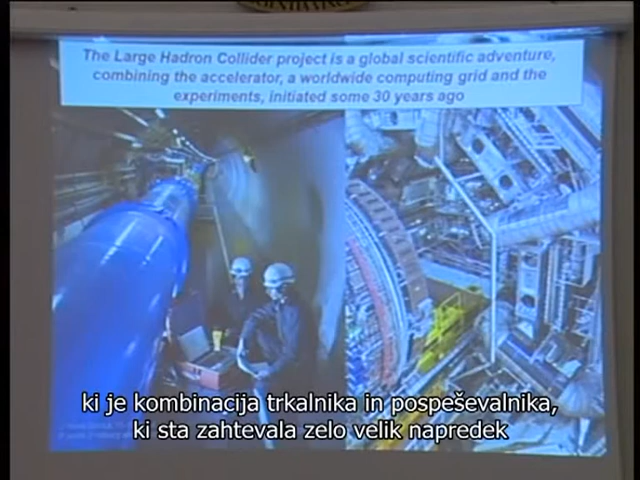 The Large Hadron Collider project is a global scientific adventure,
combining the accelerator, a worldwide computing grid and the
experiments, initiated some 30 years ago
ki je kombinacija trkalnika in pospeševalnika,
ki sta zahtevala zelo velik napredek